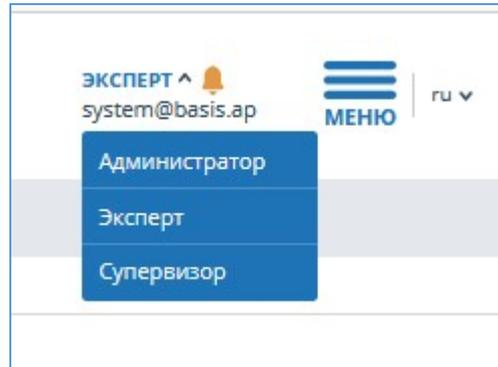 ЭКСПЕРТ
system@basis.ap
МЕНЮ
ru
Администратор
Эксперт
Супервизор